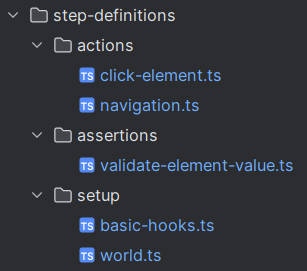 step-definitions
actions
TS click-element.ts
TS navigation.ts
assertions
TS validate-element-value.ts
setup
TS basic-hooks.ts
TS world.ts